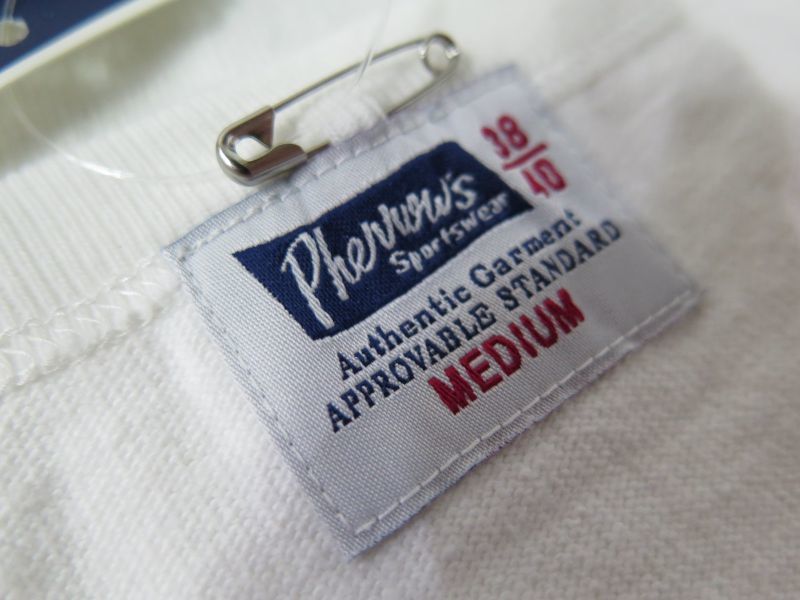 Pherrow's
Sportswear
38/40
Authentic Garment
APPROVABLE STANDARD
MEDIUM